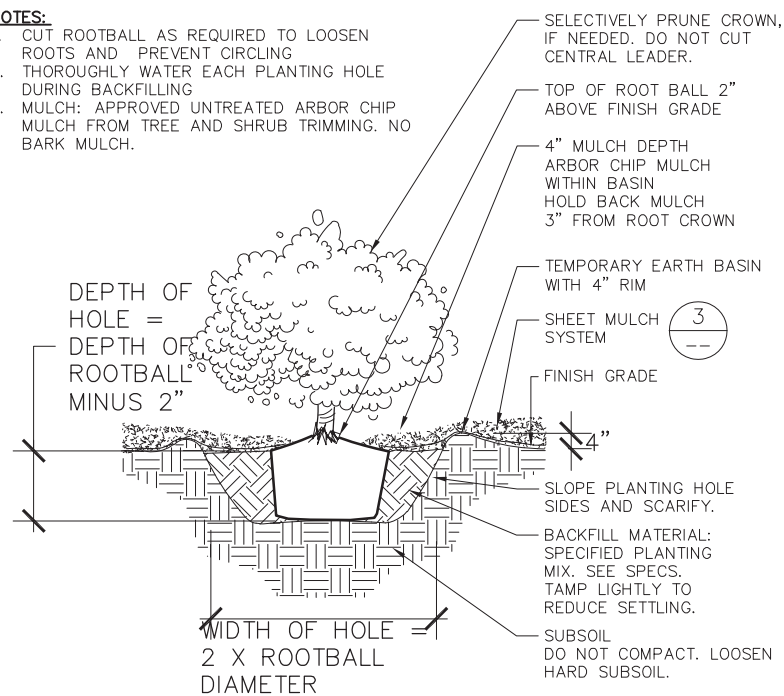 OTES:
. CUT ROOTBALL AS REQUIRED TO LOOSEN
ROOTS AND PREVENT CIRCLING
. THOROUGHLY WATER EACH PLANTING HOLE
DURING BACKFILLING
. MULCH: APPROVED UNTREATED ARBOR CHIP
MULCH FROM TREE AND SHRUB TRIMMING. NO
BARK MULCH.
SELECTIVELY PRUNE CROWN,
IF NEEDED. DO NOT CUT
CENTRAL LEADER.
TOP OF ROOT BALL 2"
ABOVE FINISH GRADE
4" MULCH DEPTH
ARBOR CHIP MULCH
WITHIN BASIN
HOLD BACK MULCH
3" FROM ROOT CROWN
TEMPORARY EARTH BASIN
WITH 4" RIM
SHEET MULCH
SYSTEM
3
--
FINISH GRADE
4"
SLOPE PLANTING HOLE
SIDES AND SCARIFY.
BACKFILL MATERIAL:
SPECIFIED PLANTING
MIX. SEE SPECS.
TAMP LIGHTLY TO
REDUCE SETTLING.
SUBSOIL
DO NOT COMPACT. LOOSEN
HARD SUBSOIL.
DEPTH OF
HOLE =
DEPTH OF
ROOTBALL
MINUS 2"
WIDTH OF HOLE =
2 X ROOTBALL
DIAMETER